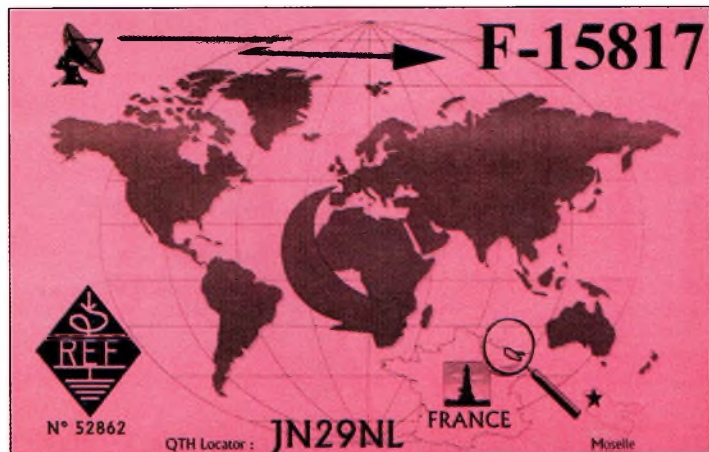 F-15817
REF
N° 52862
FRANCE
QTH Locator : JN29NL
Moselle